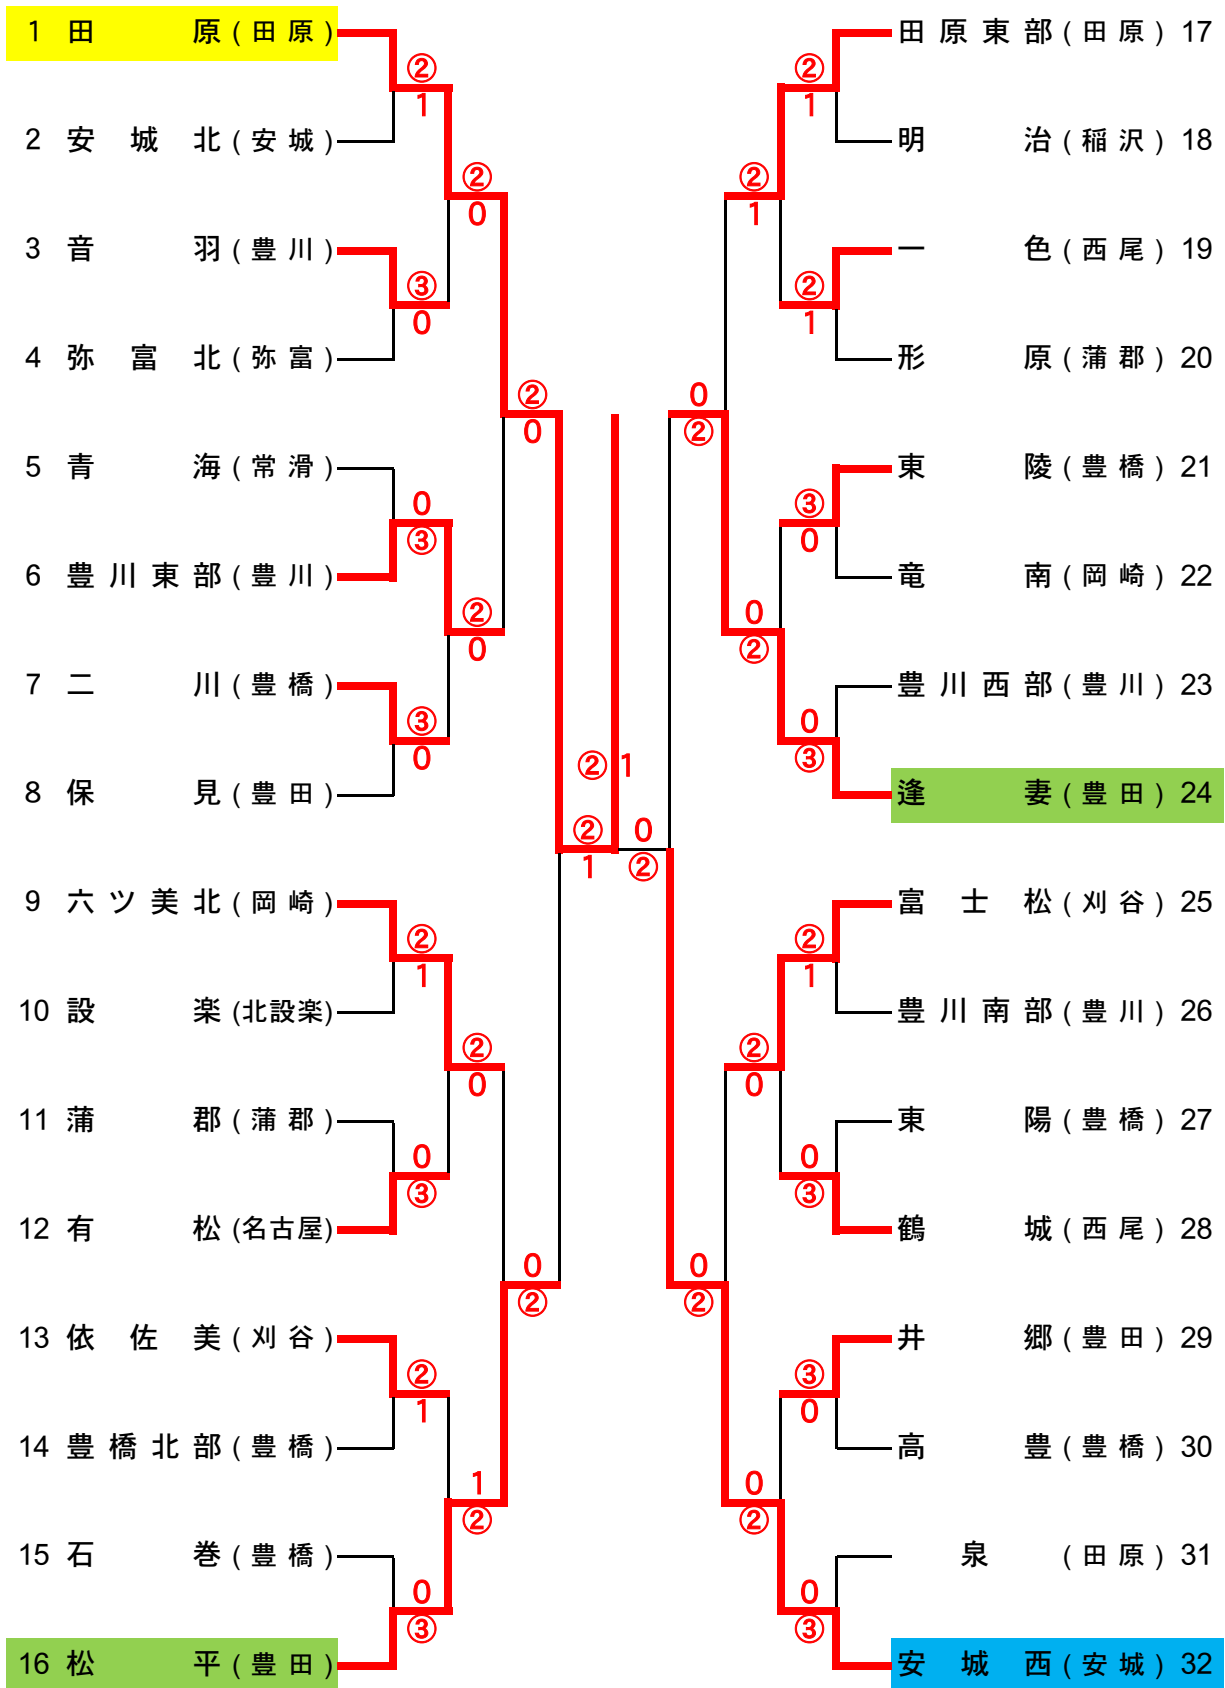 1 田原(田原)
②
1
2 安城北(安城)
②
0
3 音羽(豊川)
③
0
4 弥富北(弥富)
②
0
5 青海(常滑)
0
③
6 豊川東部(豊川)
②
0
7 二川(豊橋)
③
0
8 保見(豊田)
②
1
9 六ツ美北(岡崎)
②
1
10 設楽(北設楽)
②
0
11 蒲郡(蒲郡)
0
③
12 有松(名古屋)
0
②
13 依佐美(刈谷)
②
1
14 豊橋北部(豊橋)
1
②
15 石巻(豊橋)
0
③
16 松平(豊田)
② 1
0
②
田原東部(田原) 17
②
1
明治(稲沢) 18
②
1
一色(西尾) 19
②
1
形原(蒲郡) 20
0
②
東陵(豊橋) 21
③
0
竜南(岡崎) 22
0
②
豊川西部(豊川) 23
0
③
逢妻(豊田) 24
富士松(刈谷) 25
②
1
豊川南部(豊川) 26
②
0
東陽(豊橋) 27
0
③
鶴城(西尾) 28
0
②
井郷(豊田) 29
③
0
高豊(豊橋) 30
0
②
泉(田原) 31
0
③
安城西(安城) 32